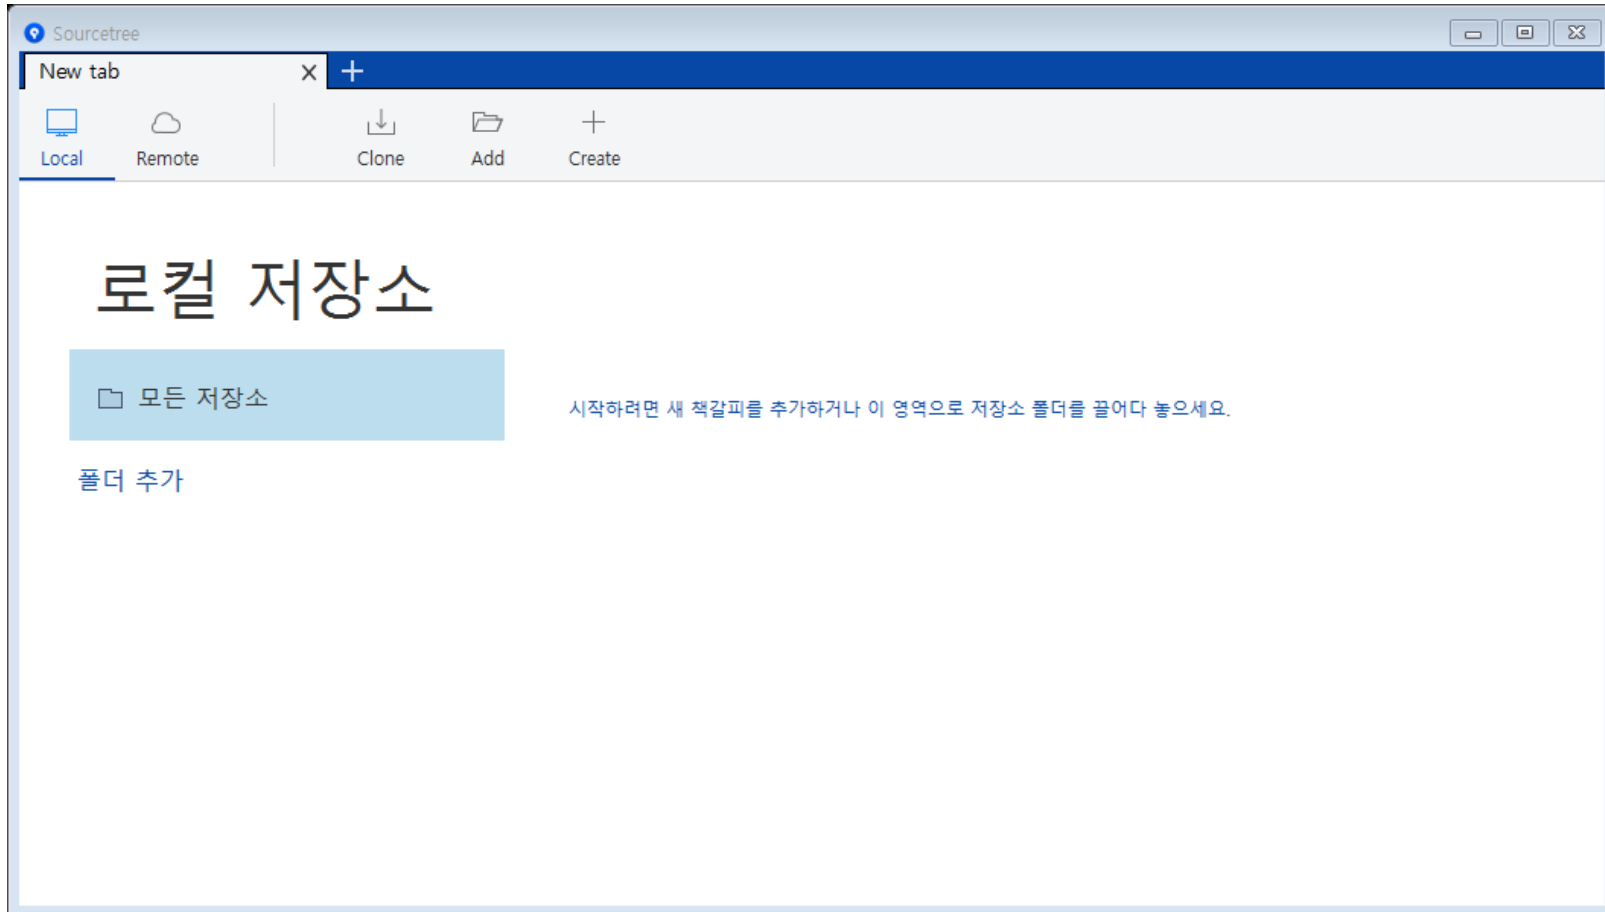 Sourcetree
New tab
Local
Remote
Clone
Add
Create
로컬 저장소
모든 저장소
시작하려면 새 책갈피를 추가하거나 이 영역으로 저장소 폴더를 끌어다 놓으세요.
폴더 추가